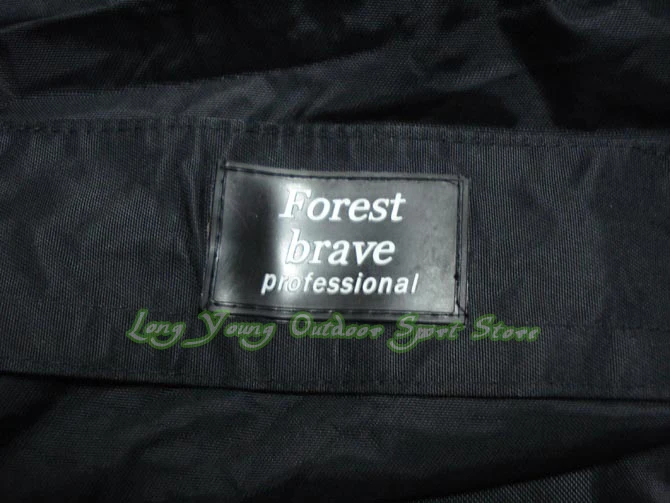 Forest
brave
professional
Long Young Outdoor Sport Store